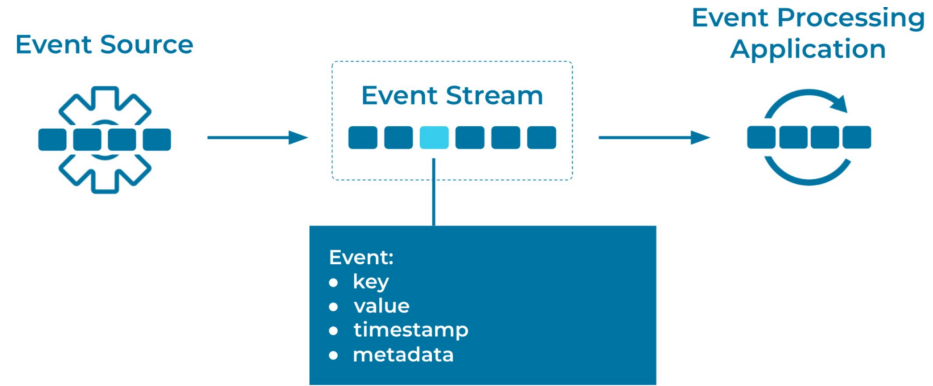 Event Source
Event Stream
Event Processing
Application
Event:
• key
• value
• timestamp
• metadata